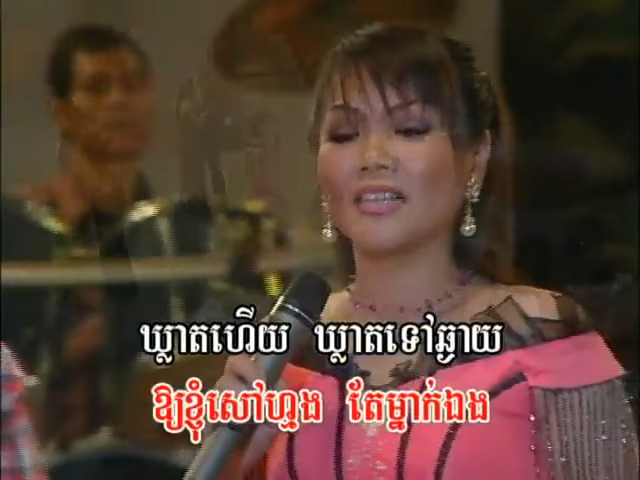 ឃ្លាតហើយ ឃ្លាតទៅឆ្ងាយ
ឱ្យខ្ញុំសៅហ្មង តែម្នាក់ឯង